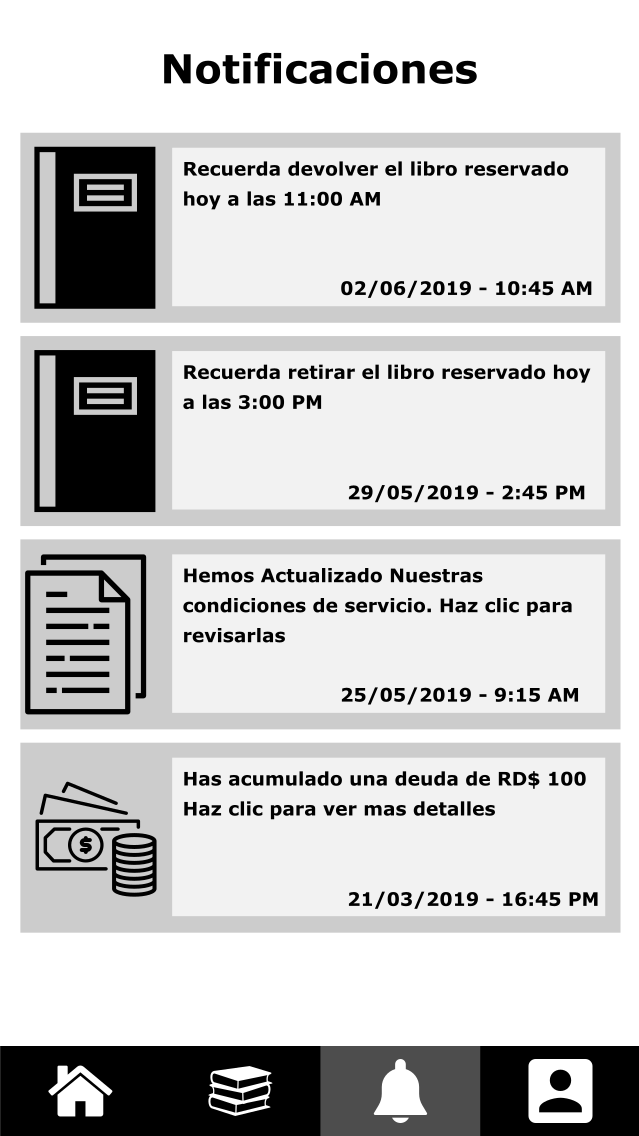 Notificaciones
Recuerda devolver el libro reservado
hoy a las 11:00 AM
02/06/2019 - 10:45 AM
Recuerda retirar el libro reservado hoy
a las 3:00 PM
29/05/2019 - 2:45 PM
Hemos Actualizado Nuestras
condiciones de servicio. Haz clic para
revisarlas
25/05/2019 - 9:15 AM
Has acumulado una deuda de RD$ 100
Haz clic para ver mas detalles
$
21/03/2019 - 16:45 PM